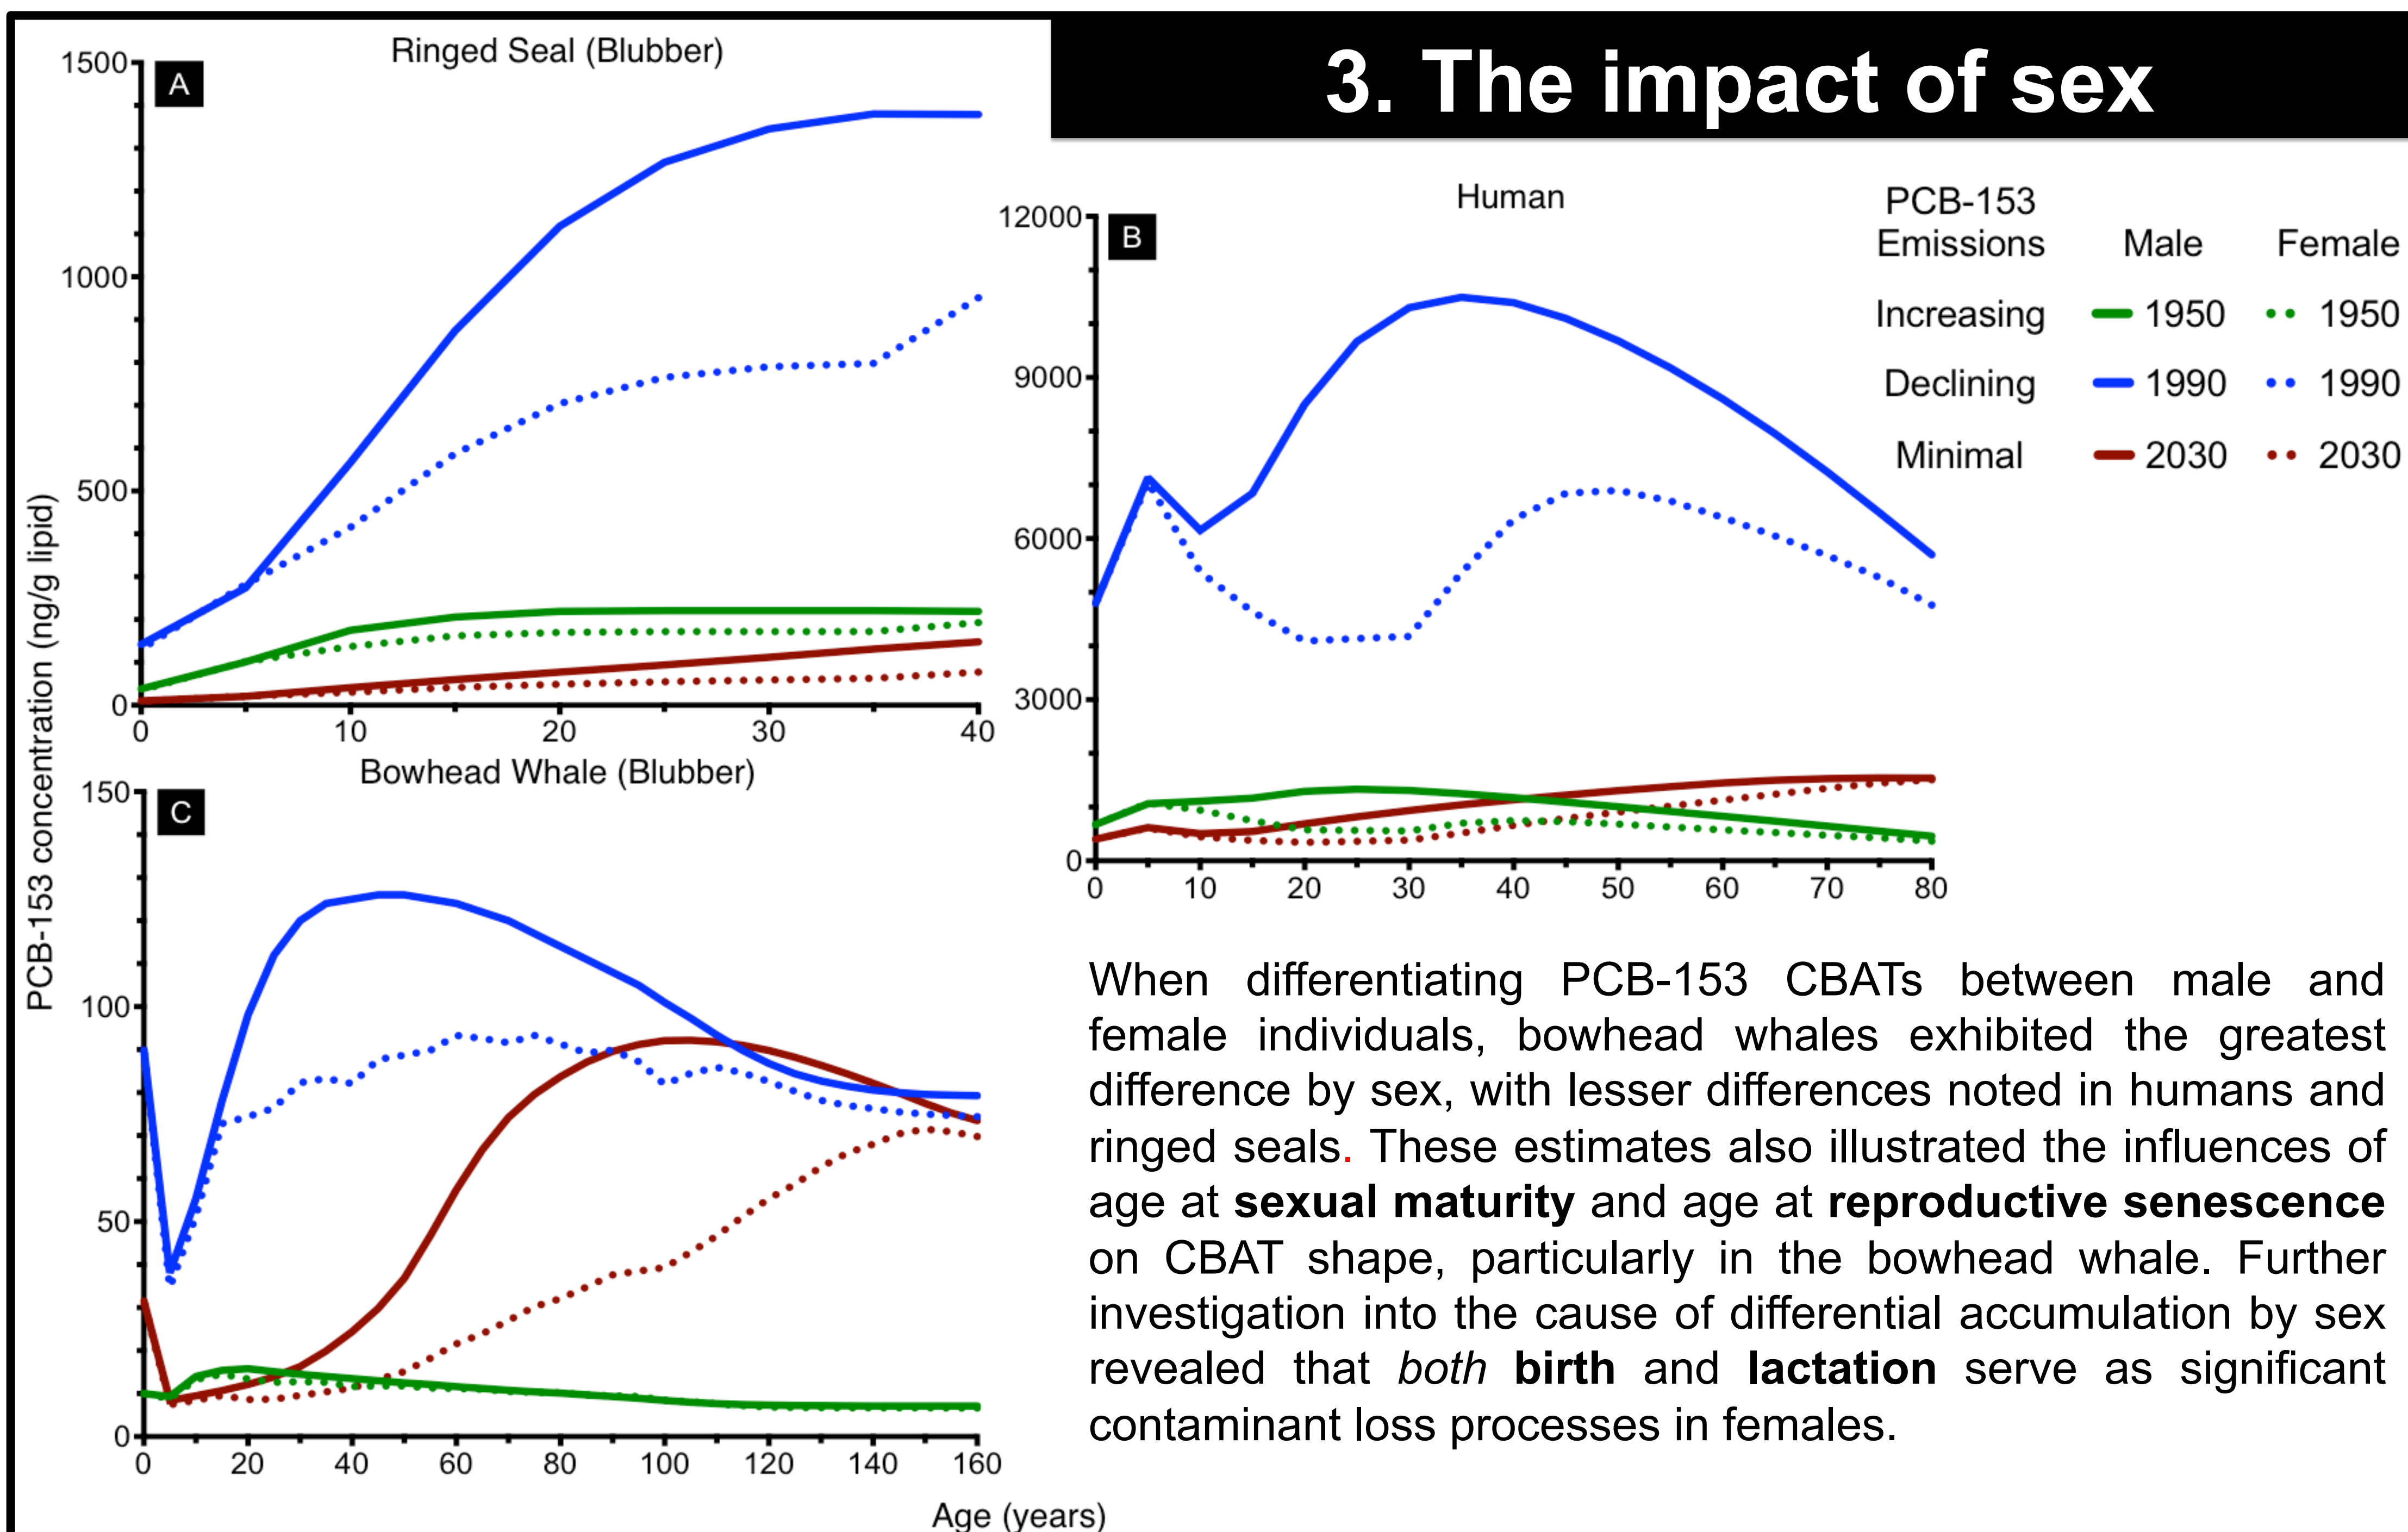 3. The impact of sex
Ringed Seal (Blubber)
A
1500
1000
500
0
0 10 20 30 40
Human
B
12000
9000
6000
3000
0
0 10 20 30 40 50 60 70 80
PCB-153
Emissions Male Female
Increasing 1950 1950
Declining 1990 1990
Minimal 2030 2030
PCB-153 concentration (ng/g lipid)
Bowhead Whale (Blubber)
C
150
100
50
0
0 20 40 60 80 100 120 140 160
Age (years)
When differentiating PCB-153 CBATs between male and
female individuals, bowhead whales exhibited the greatest
difference by sex, with lesser differences noted in humans and
ringed seals. These estimates also illustrated the influences of
age at sexual maturity and age at reproductive senescence
on CBAT shape, particularly in the bowhead whale. Further
investigation into the cause of differential accumulation by sex
revealed that both birth and lactation serve as significant
contaminant loss processes in females.